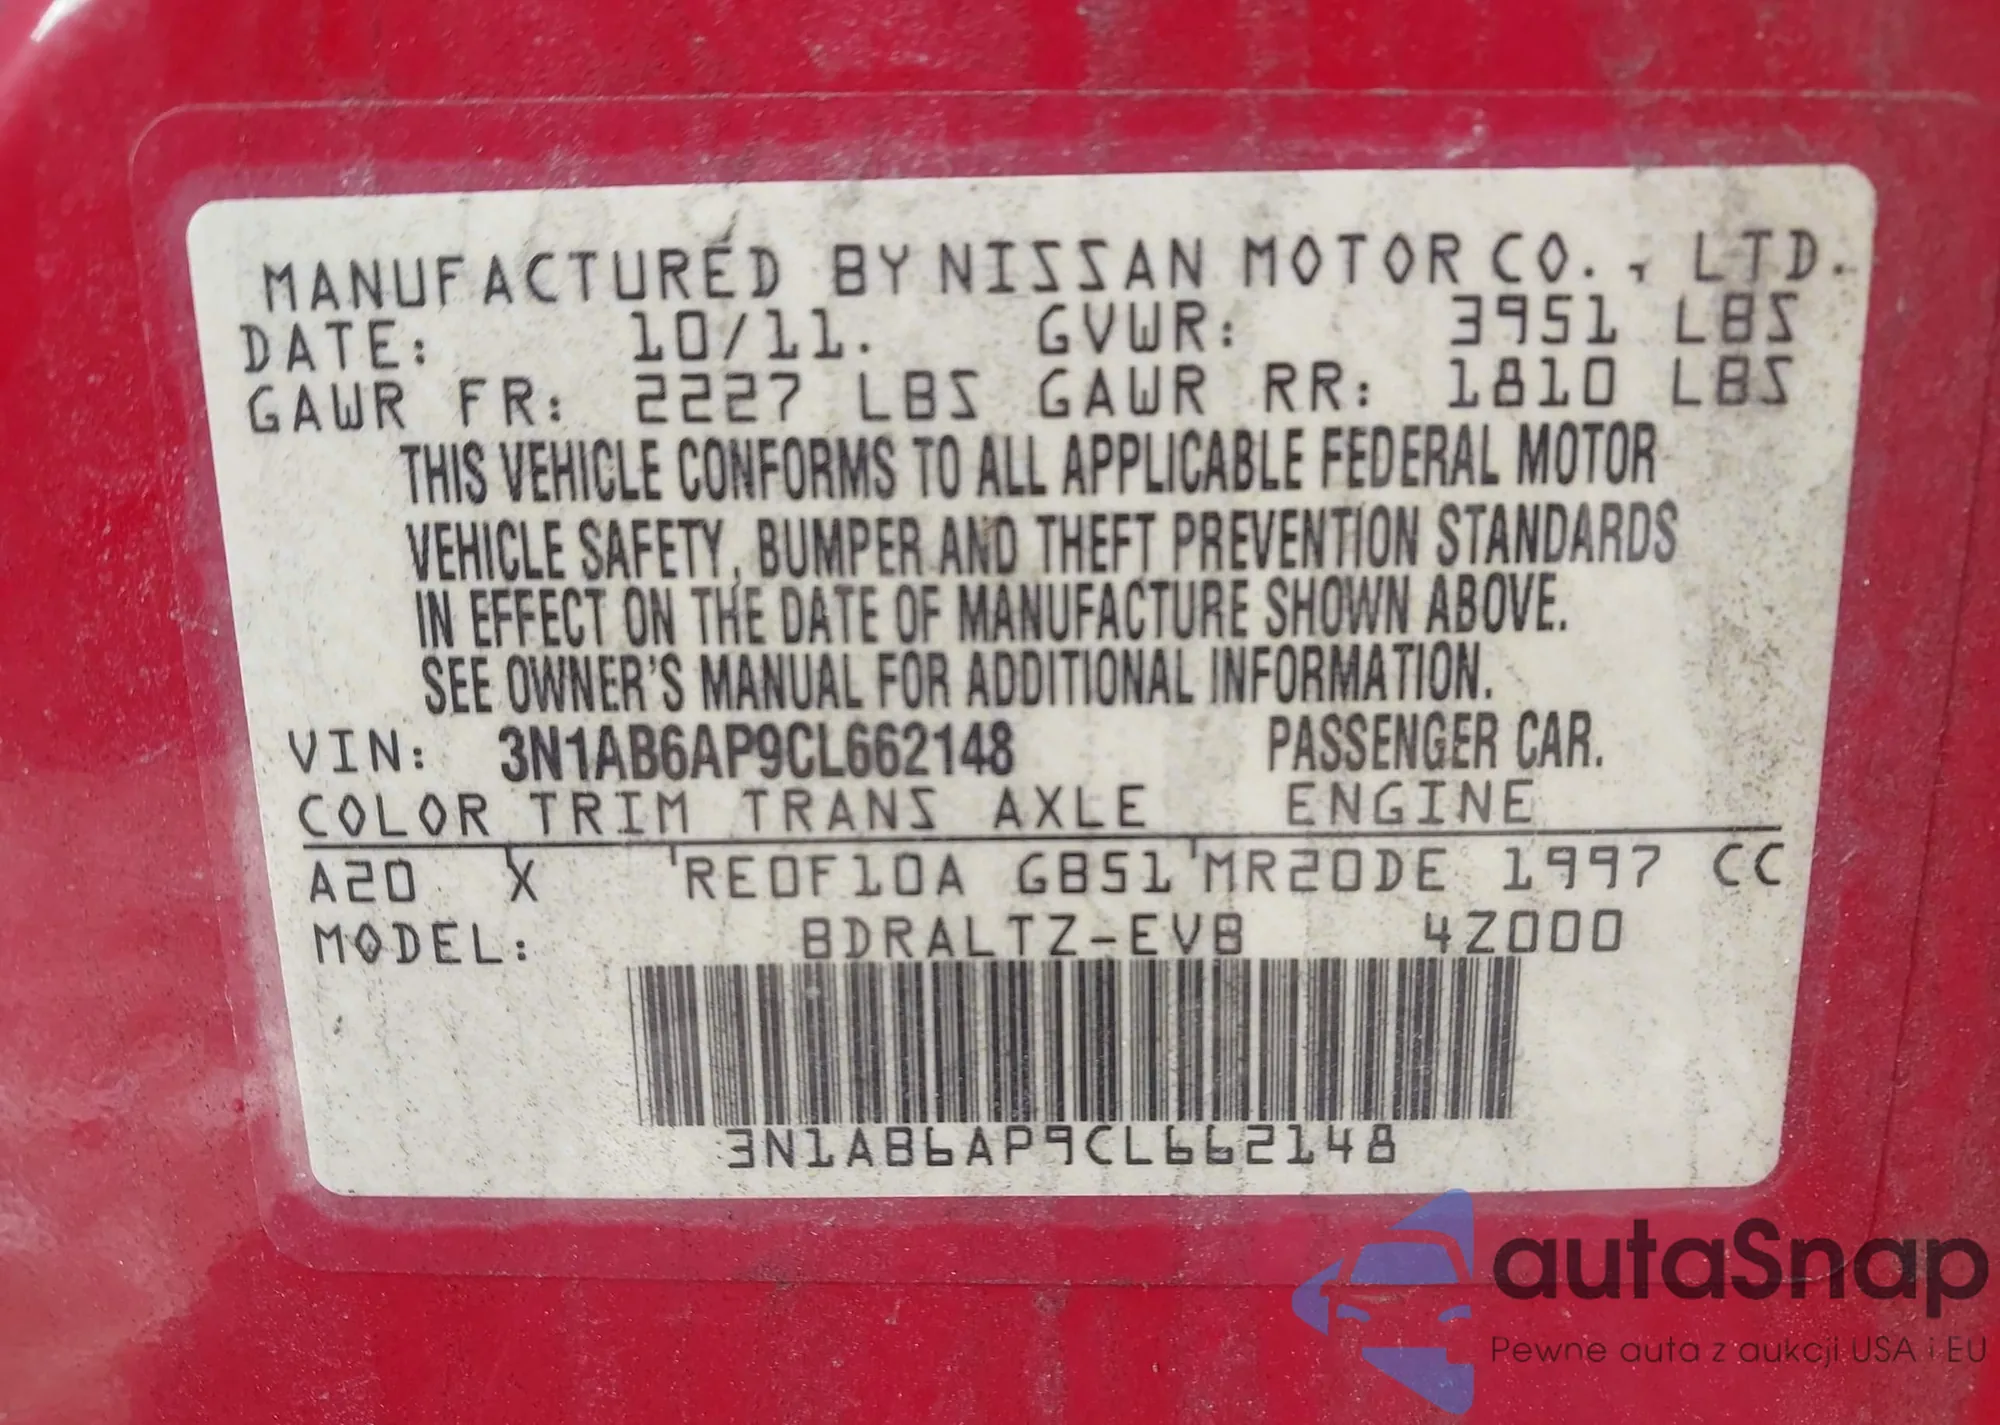 MANUFACTURED BY NISSAN MOTOR CO., LTD.
DATE: 10/11. GVWR: 3951 LBS
GAWR FR: 2227 LBS GAWR RR: 1810 LBS
THIS VEHICLE CONFORMS TO ALL APPLICABLE FEDERAL MOTOR
VEHICLE SAFETY, BUMPER AND THEFT PREVENTION STANDARDS
IN EFFECT ON THE DATE OF MANUFACTURE SHOWN ABOVE.
SEE OWNER'S MANUAL FOR ADDITIONAL INFORMATION.
VIN: 3N1AB6AP9CL662148 PASSENGER CAR.
COLOR TRIM TRANS AXLE ENGINE
A20 X RE0F10A GB51 MR20DE 1997 CC
MODEL: BDRALTZ-EVB 4Z000
3N1AB6AP9CL662148
autaSnap
Pewne auta z aukcji USA i EU